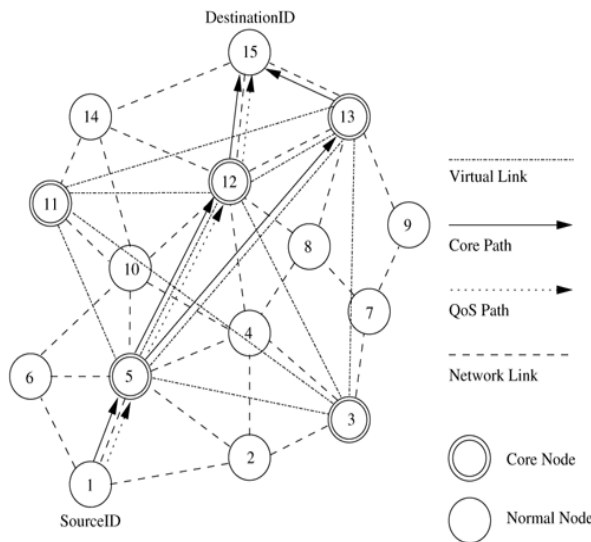 DestinationID
15
14
13
12
11
9
8
10
7
4
6
5
3
2
1
SourceID
Virtual Link
Core Path
QoS Path
Network Link
Core Node
Normal Node